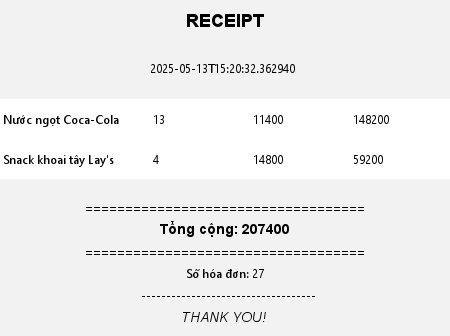 RECEIPT
2025-05-13T15:20:32.362940
Nước ngọt Coca-Cola 13 11400 148200
Snack khoai tây Lay's 4 14800 59200
===================================
Tổng cộng: 207400
===================================
Số hóa đơn: 27
--------------------------------
THANK YOU!